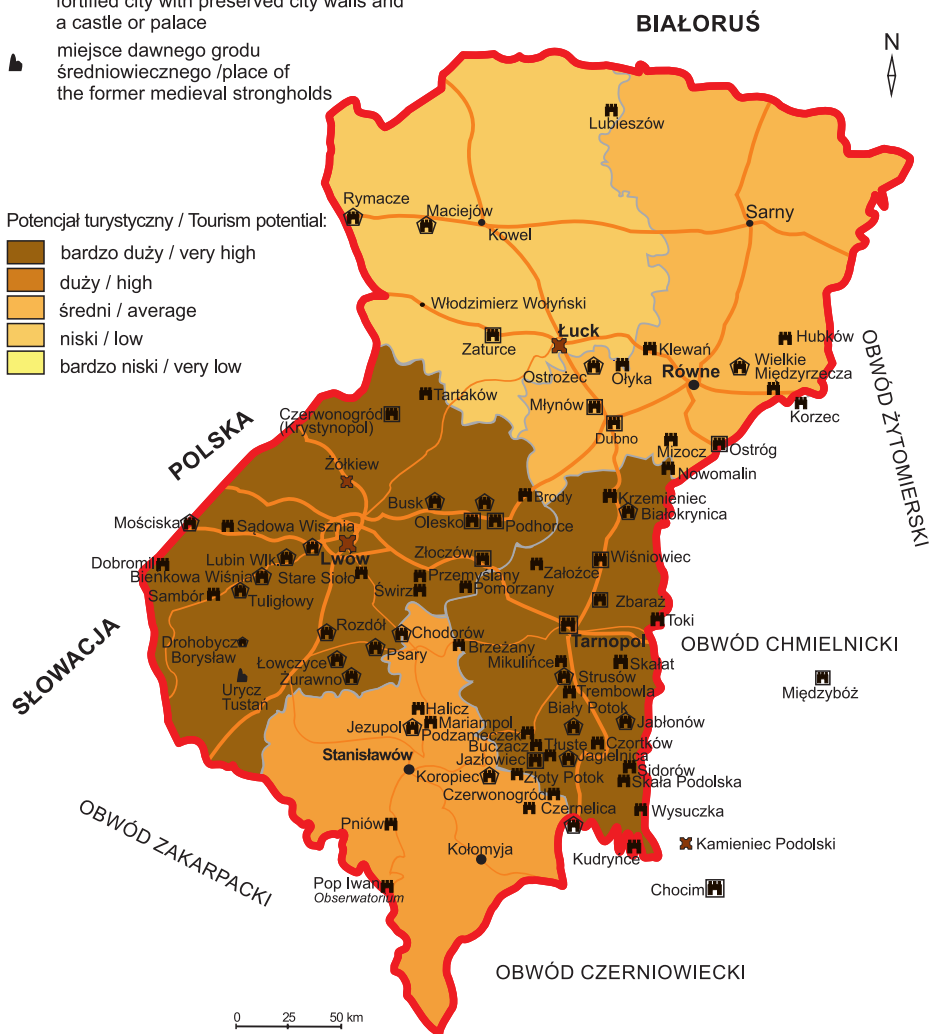 fortified city with preserved city walls and
a castle or palace
miejsce dawnego grodu
średniowiecznego /place of
the former medieval strongholds
BIAŁORUŚ
N
Lubieszów
Rymacze
Maciejów
Kowel
Sarny
Potencjał turystyczny / Tourism potential:
bardzo duży / very high
duży / high
średni / average
niski / low
bardzo niski / very low
Włodzimierz Wołyński
Zaturce
Łuck
Klewań
Hubków
Ostrożec
Ołyka
Równe
Wielkie
Międzyrzecza
Korzec
OBWÓD ŻYTOMIERSKI
Tartaków
Czerwonogród
(Krystynopol)
Młynów
Dubno
Mizocz
Ostróg
Nowomalin
POLSKA
Żółkiew
Busk
Brody
Krzemieniec
Białokrynica
Mościska
Sądowa Wisznia
Olesko
Podhorce
Dobromil
Lubin Wlk.
Lwów
Złoczów
Załoźce
Wiśniowiec
Bieńkowa Wisńia
Stare Sioło
Przemyślany
Sambór
Tuligłowy
Świrz
Pomorzany
Zbaraż
Toki
SŁOWACJA
Drohobycz
Borysław
Rozdół
Chodorów
Brzeżany
Tarnopol
OBWÓD CHMIELNICKI
Łowczyce
Psary
Mikulińce
Skałat
Międzybóż
Urycz
Tustań
Żurawno
Strusów
Trembowla
Halicz
Biały Potok
Jezupol
Mariampol
Jabłonów
Podzameczek
Stanisławów
Buczacz
Tłuste
Czortków
Jazłowiec
Jagielnica
Sidorów
Koropiec
Złoty Potok
Skała Podolska
Czerwonogród
Czernelica
Wysuczka
OBWÓD ZAKARPACKI
Pniów
Kołomyja
Kudryńce
Kamieniec Podolski
Pop Iwan
Obserwatorium
Chocim
OBWÓD CZERNIOWIECKI
0 25 50 km